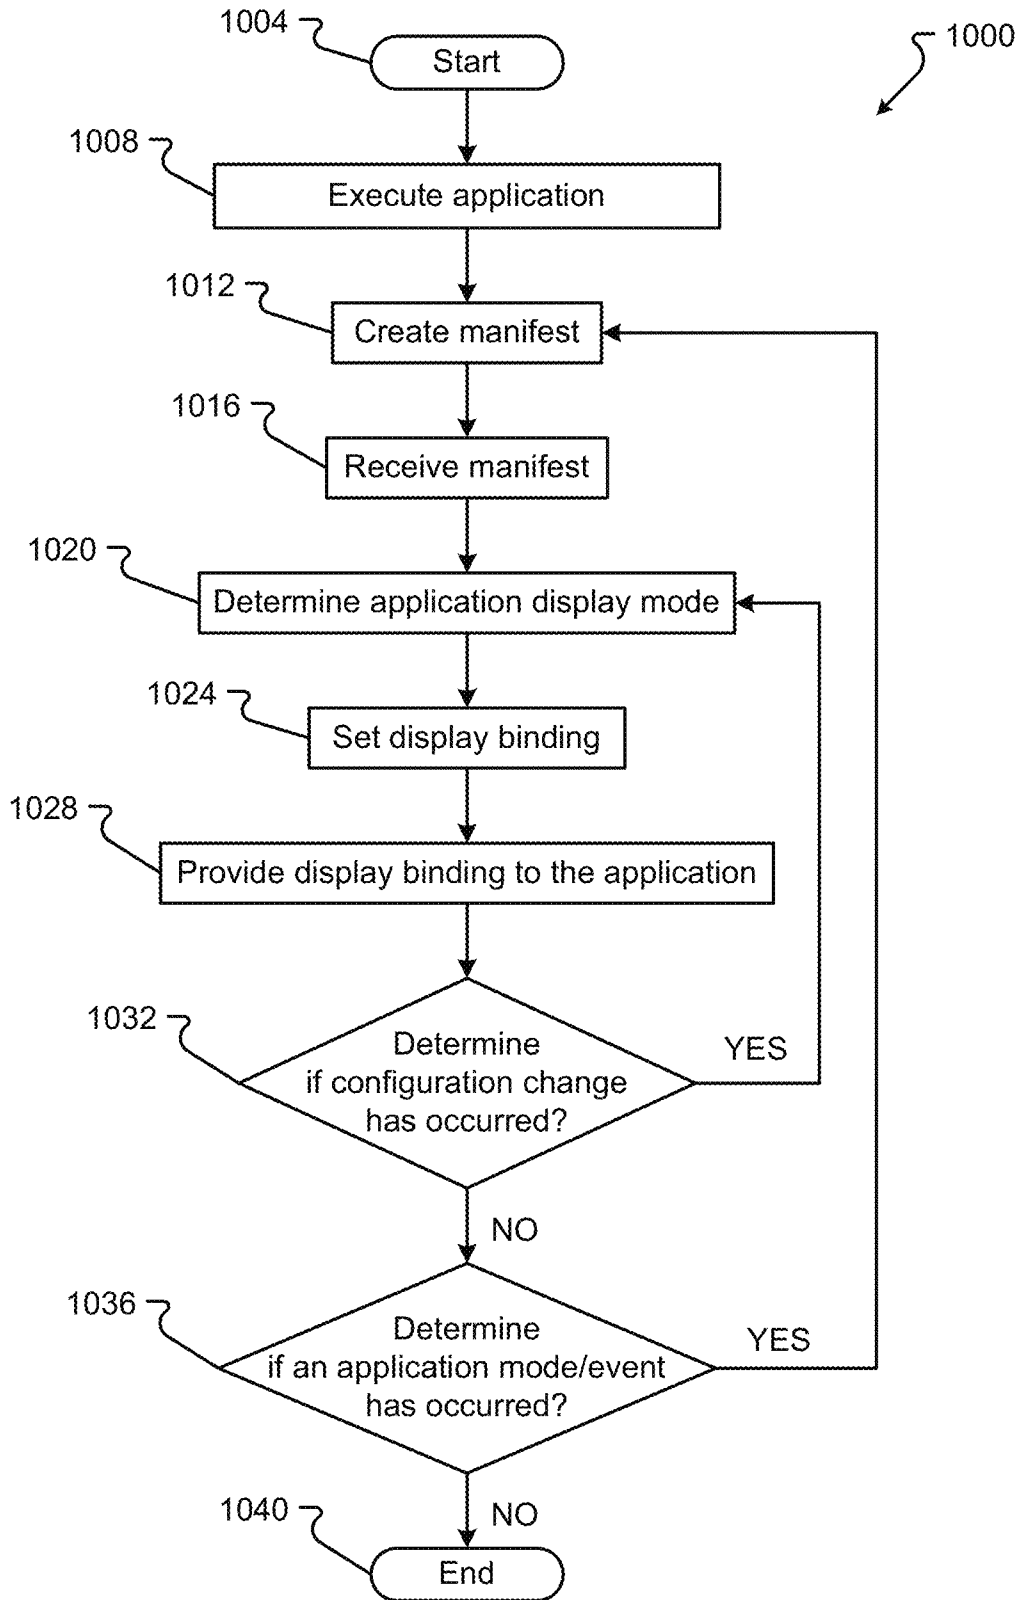 1004
Start
1000
1008
Execute application
1012
Create manifest
1016
Receive manifest
1020
Determine application display mode
1024
Set display binding
1028
Provide display binding to the application
1032
Determine
if configuration change
has occurred?
YES
NO
1036
Determine
if an application mode/event
has occurred?
YES
NO
1040
End